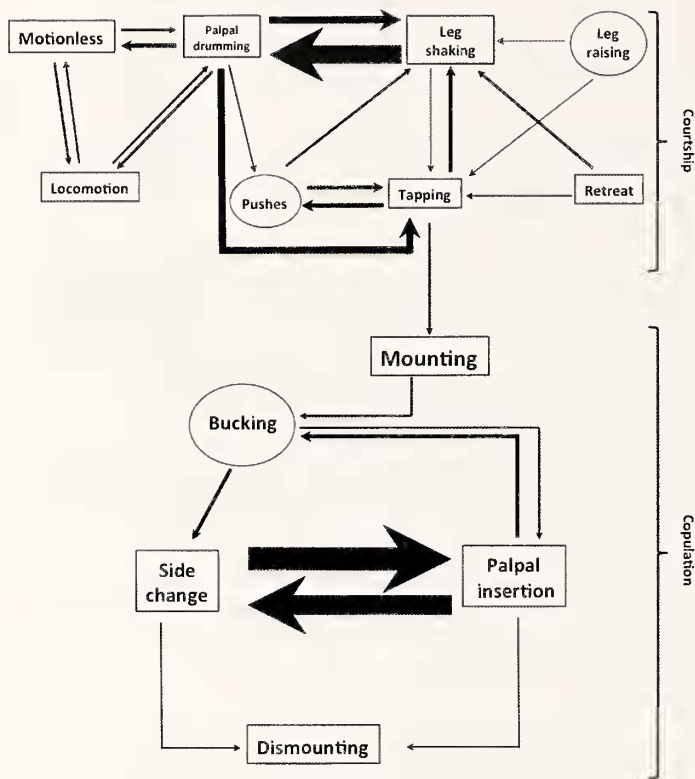 Motionless
Palpal
drumming
Leg
shaking
Leg
raising
Locomotion
Pushes
Tapping
Retreat
Courtship
Mounting
Bucking
Side
change
Palpal
insertion
Copulation
Dismounting